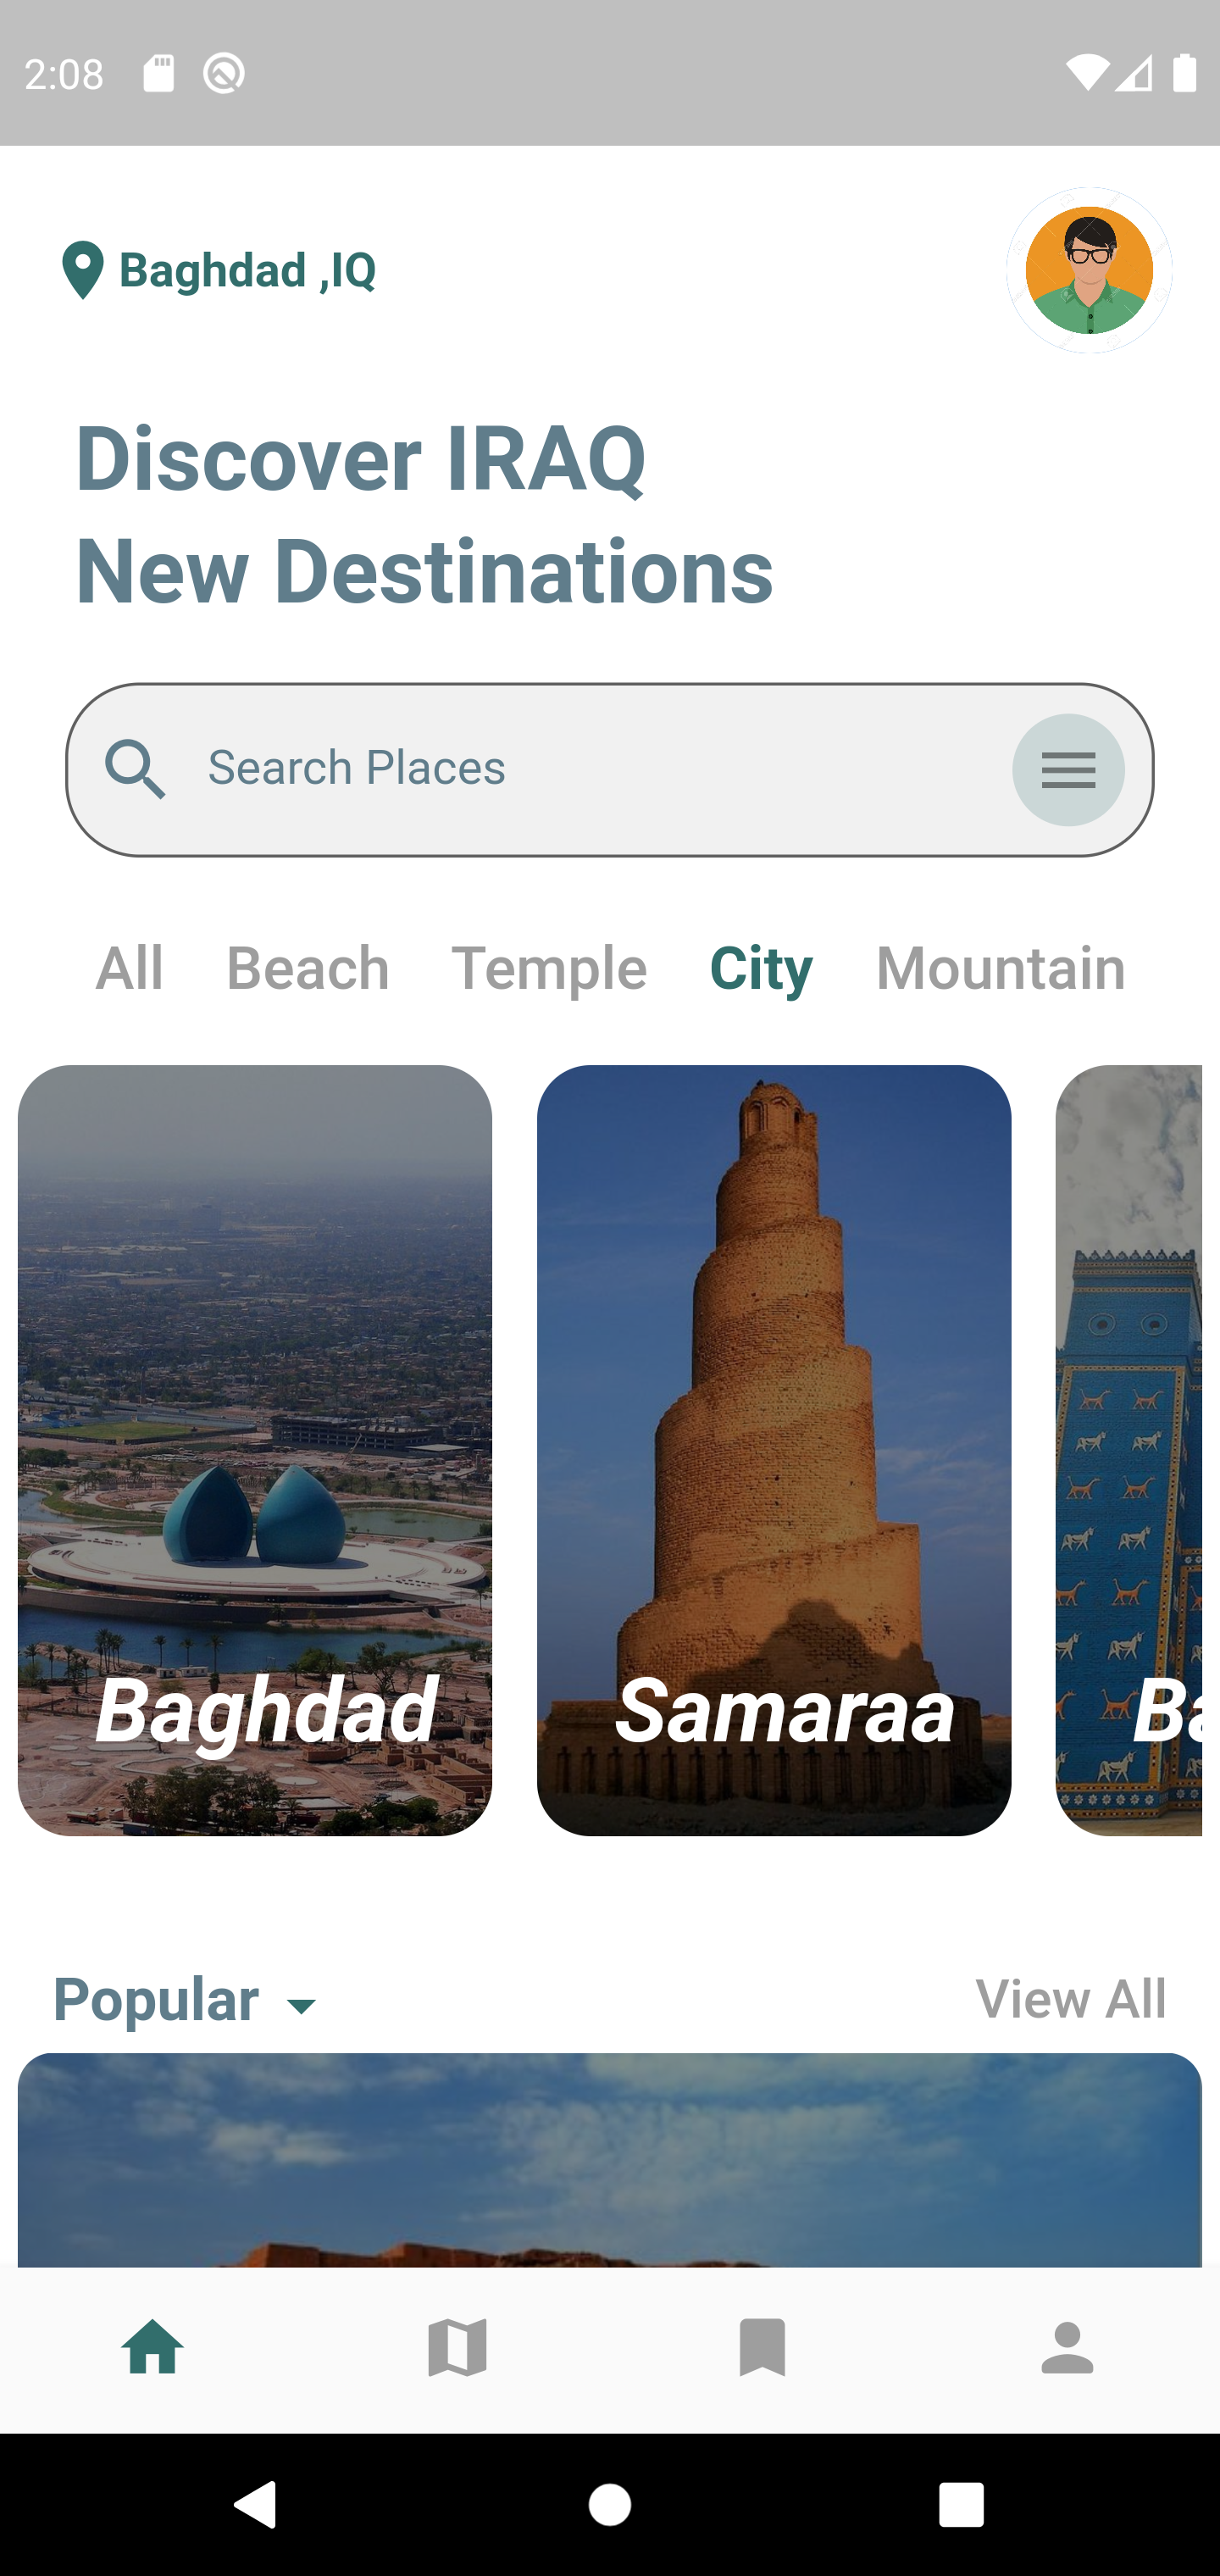 2:08
Baghdad ,IQ
Discover IRAQ
New Destinations
Search Places
All Beach Temple City Mountain
Baghdad Samaraa Ba
Popular View All